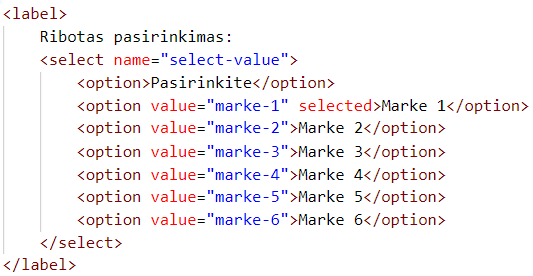 <label>
    Ribotas pasirinkimas:
    <select name="select-value">
        <option>Pasirinkite</option>
        <option value="marke-1" selected>Marke 1</option>
        <option value="marke-2">Marke 2</option>
        <option value="marke-3">Marke 3</option>
        <option value="marke-4">Marke 4</option>
        <option value="marke-5">Marke 5</option>
        <option value="marke-6">Marke 6</option>
    </select>
</label>